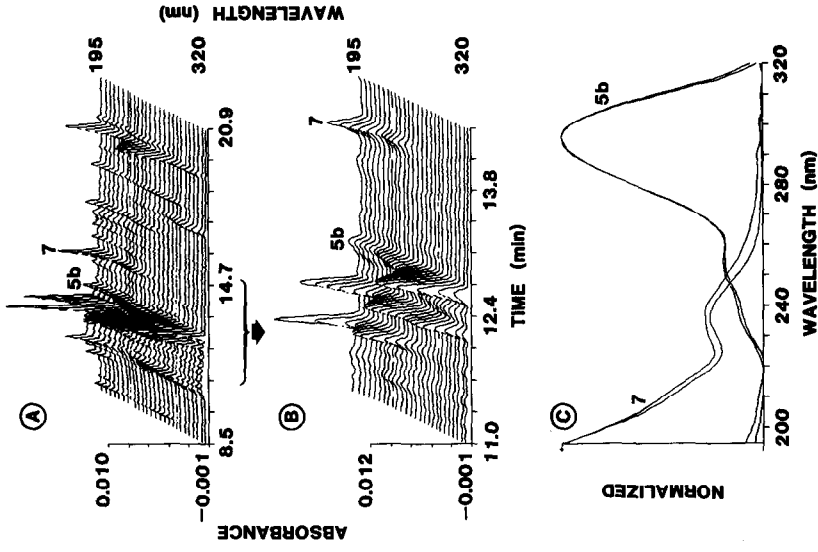 A
ABSORBANCE
0.010
-0.001
8.5
14.7
20.9
195
320
WAVELENGTH (nm)
5b
7
B
0.012
-0.001
11.0
12.4
13.8
TIME (min)
195
320
5b
7
C
NORMALIZED
7
5b
200
240
280
320
WAVELENGTH (nm)